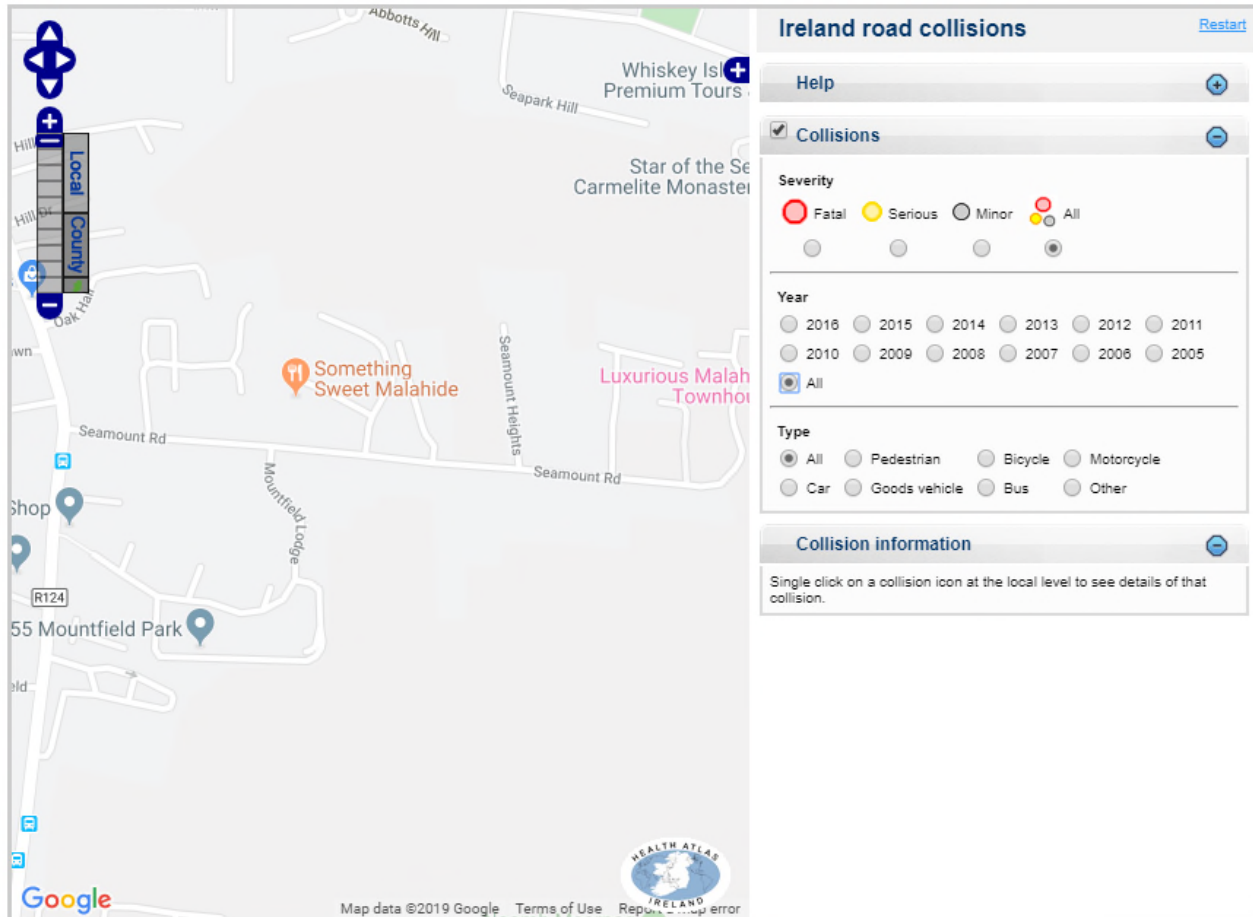 Abbotts Hill
Whiskey Isl
Premium Tours
Seapark Hill
Hill
Local
County
Star of the Se
Carmelite Monaster
Hill Dr
Oak Hall
wn
Something
Sweet Malahide
Seamount Heights
Luxurious Malah
Townhou
Seamount Rd
Seamount Rd
Mountfield Lodge
Shop
R124
55 Mountfield Park
eld
HEALTH ATLAS
IRELAND
Google
Map data ©2019 Google Terms of Use Report a map error
Ireland road collisions
Restart
Help
Collisions
Severity
Fatal Serious Minor All
Year
2016 2015 2014 2013 2012 2011
2010 2009 2008 2007 2006 2005
All
Type
All Pedestrian Bicycle Motorcycle
Car Goods vehicle Bus Other
Collision information
Single click on a collision icon at the local level to see details of that
collision.